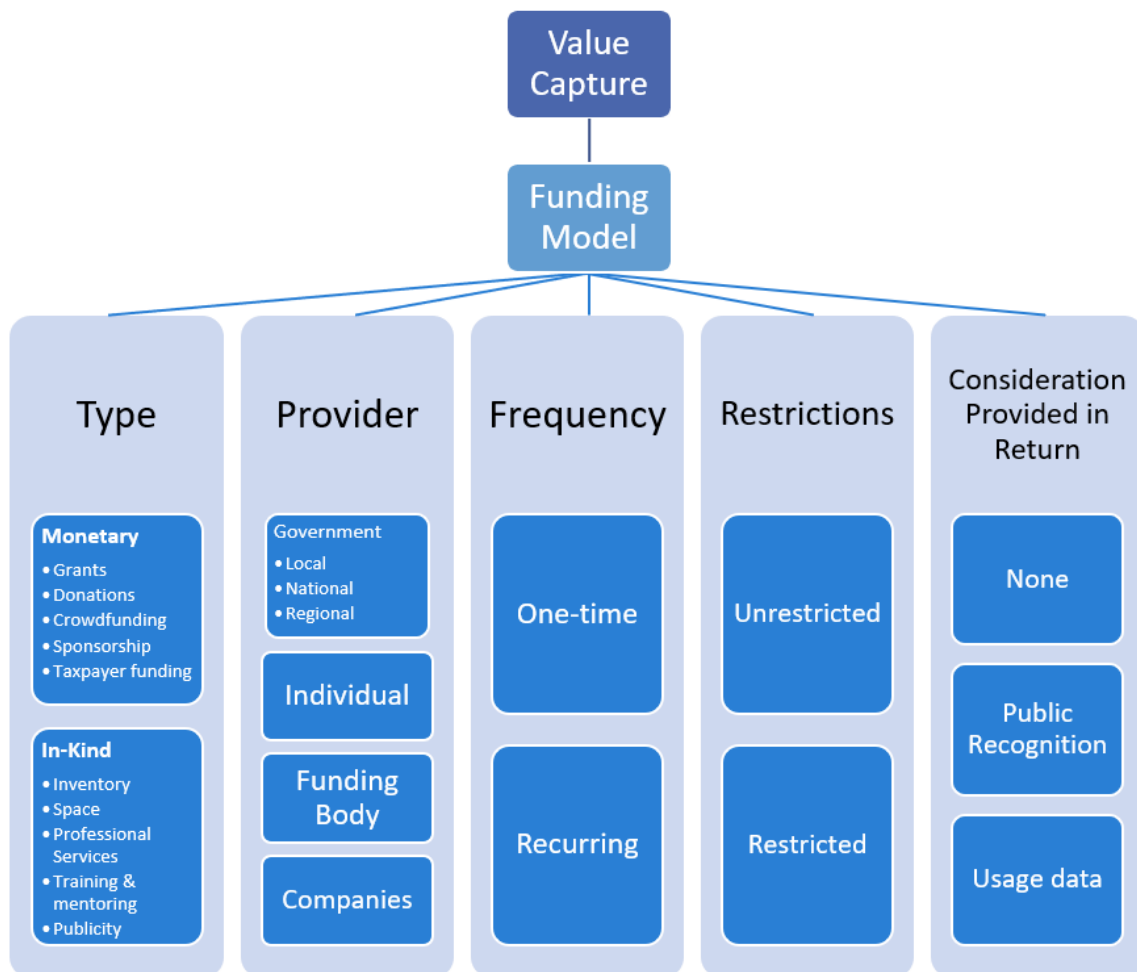 Value
Capture
Funding
Model
Type
Monetary
• Grants
• Donations
• Crowdfunding
• Sponsorship
• Taxpayer funding
In-Kind
• Inventory
• Space
• Professional
Services
• Training &
mentoring
• Publicity
Provider
Government
• Local
• National
• Regional
Individual
Funding
Body
Companies
Frequency
One-time
Recurring
Restrictions
Unrestricted
Restricted
Consideration
Provided in
Return
None
Public
Recognition
Usage data